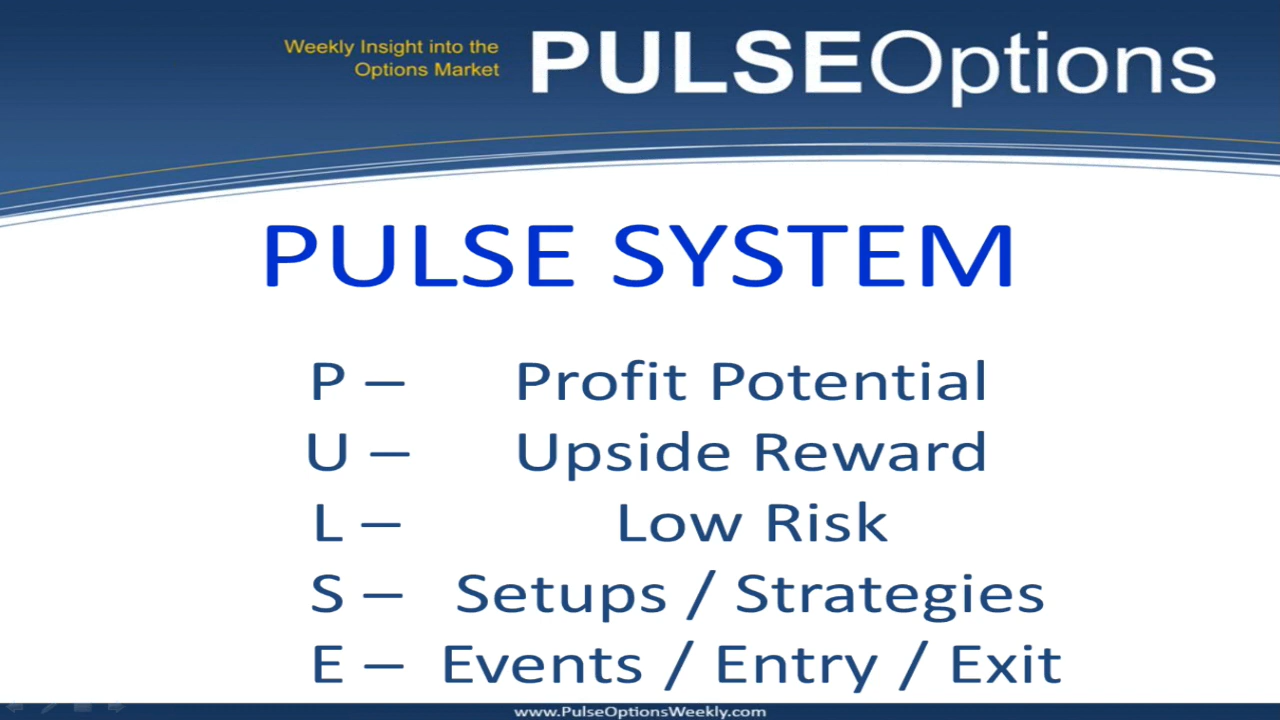 Weekly Insight into the
Options Market
PULSEOptions
PULSE SYSTEM
P – Profit Potential
U – Upside Reward
L – Low Risk
S – Setups / Strategies
E – Events / Entry / Exit
www.PulseOptionsWeekly.com